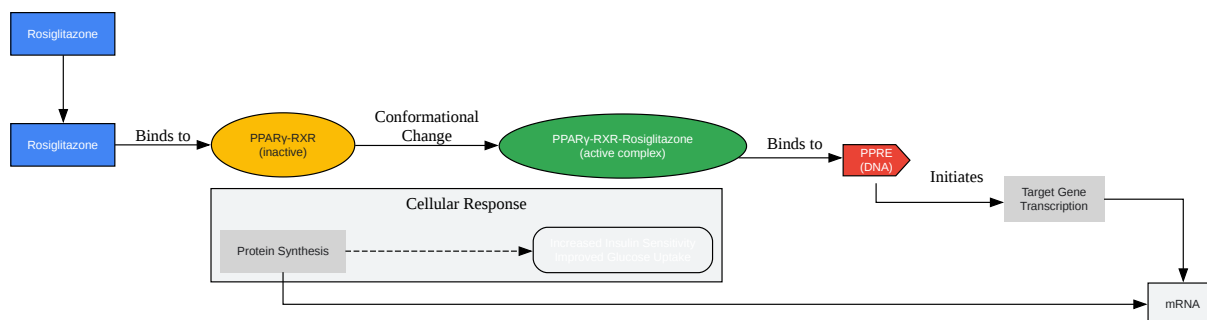 Rosiglitazone
Rosiglitazone
Binds to
PPARγ-RXR
(inactive)
Conformational
Change
PPARγ-RXR-Rosiglitazone
(active complex)
Binds to
PPRE
(DNA)
Initiates
Target Gene
Transcription
Cellular Response
Protein Synthesis
Increased Insulin Sensitivity
Improved Glucose Uptake
mRNA